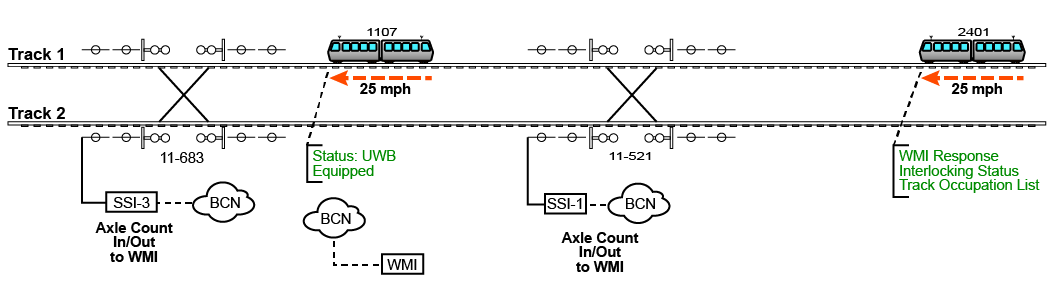 1107
2401
Track 1
25 mph
25 mph
Track 2
11-683
Status: UWB
Equipped
11-521
WMI Response
Interlocking Status
Track Occupation List
SSI-3
BCN
Axle Count
In/Out
to WMI
BCN
WMI
SSI-1
BCN
Axle Count
In/Out
to WMI